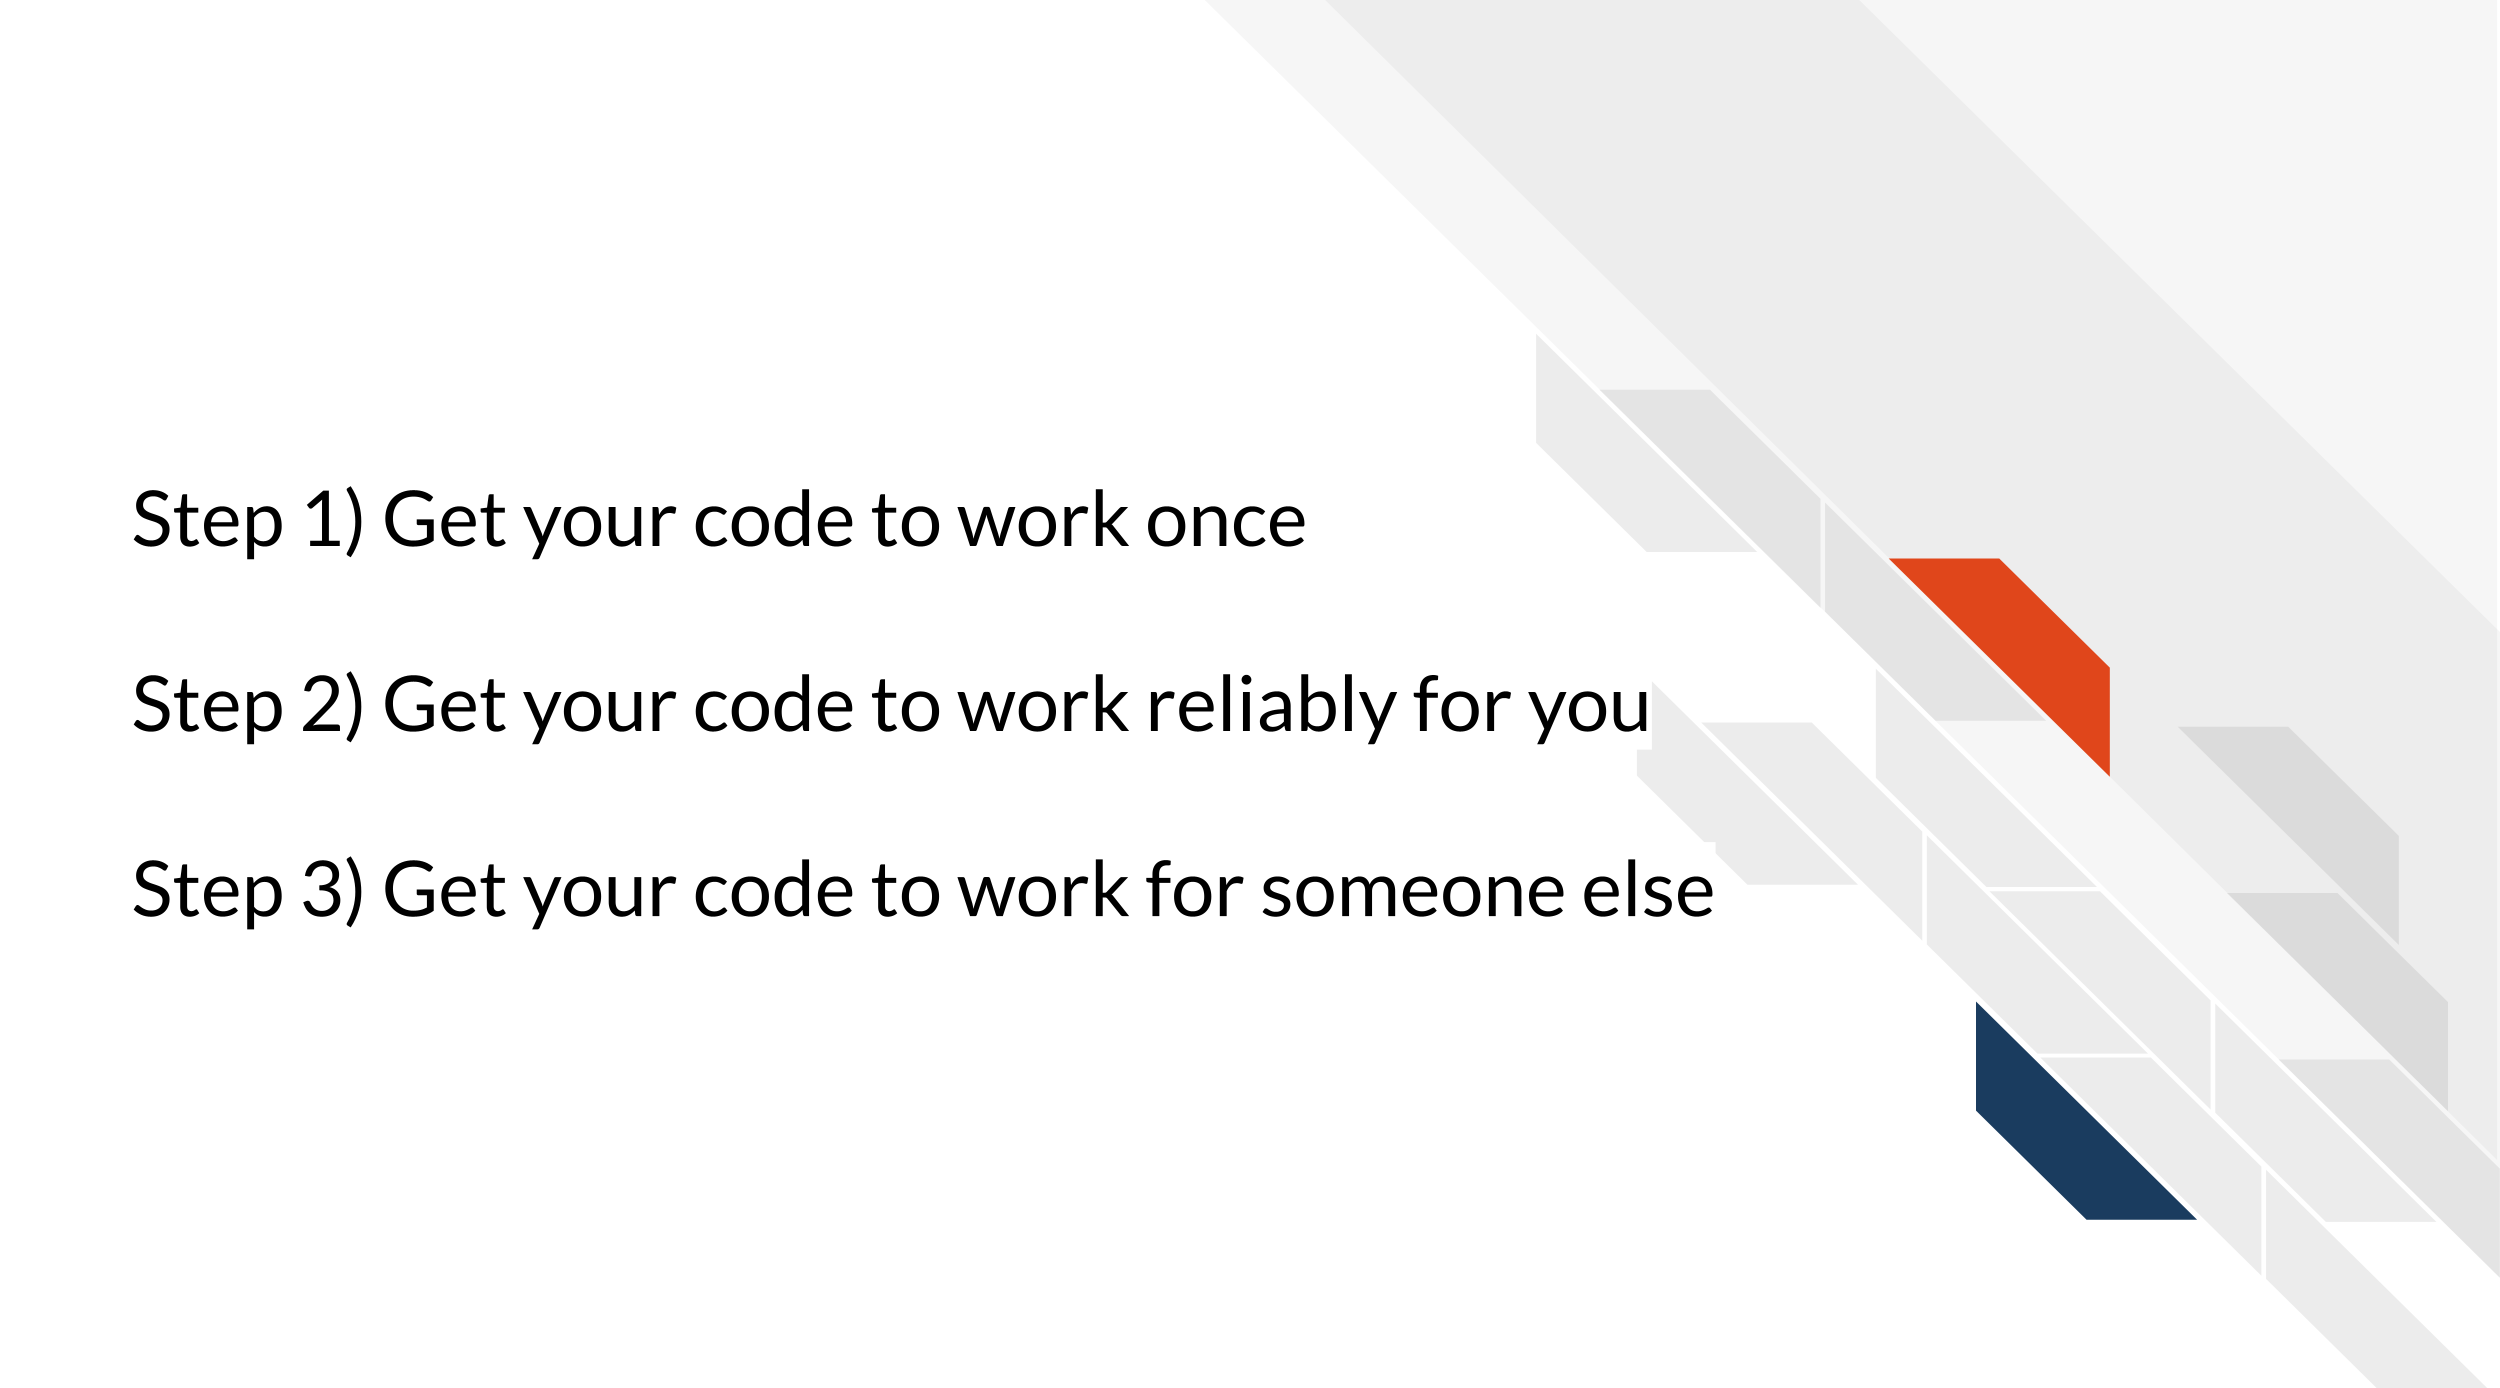 Step 1) Get your code to work once
Step 2) Get your code to work reliably for you
Step 3) Get your code to work for someone else